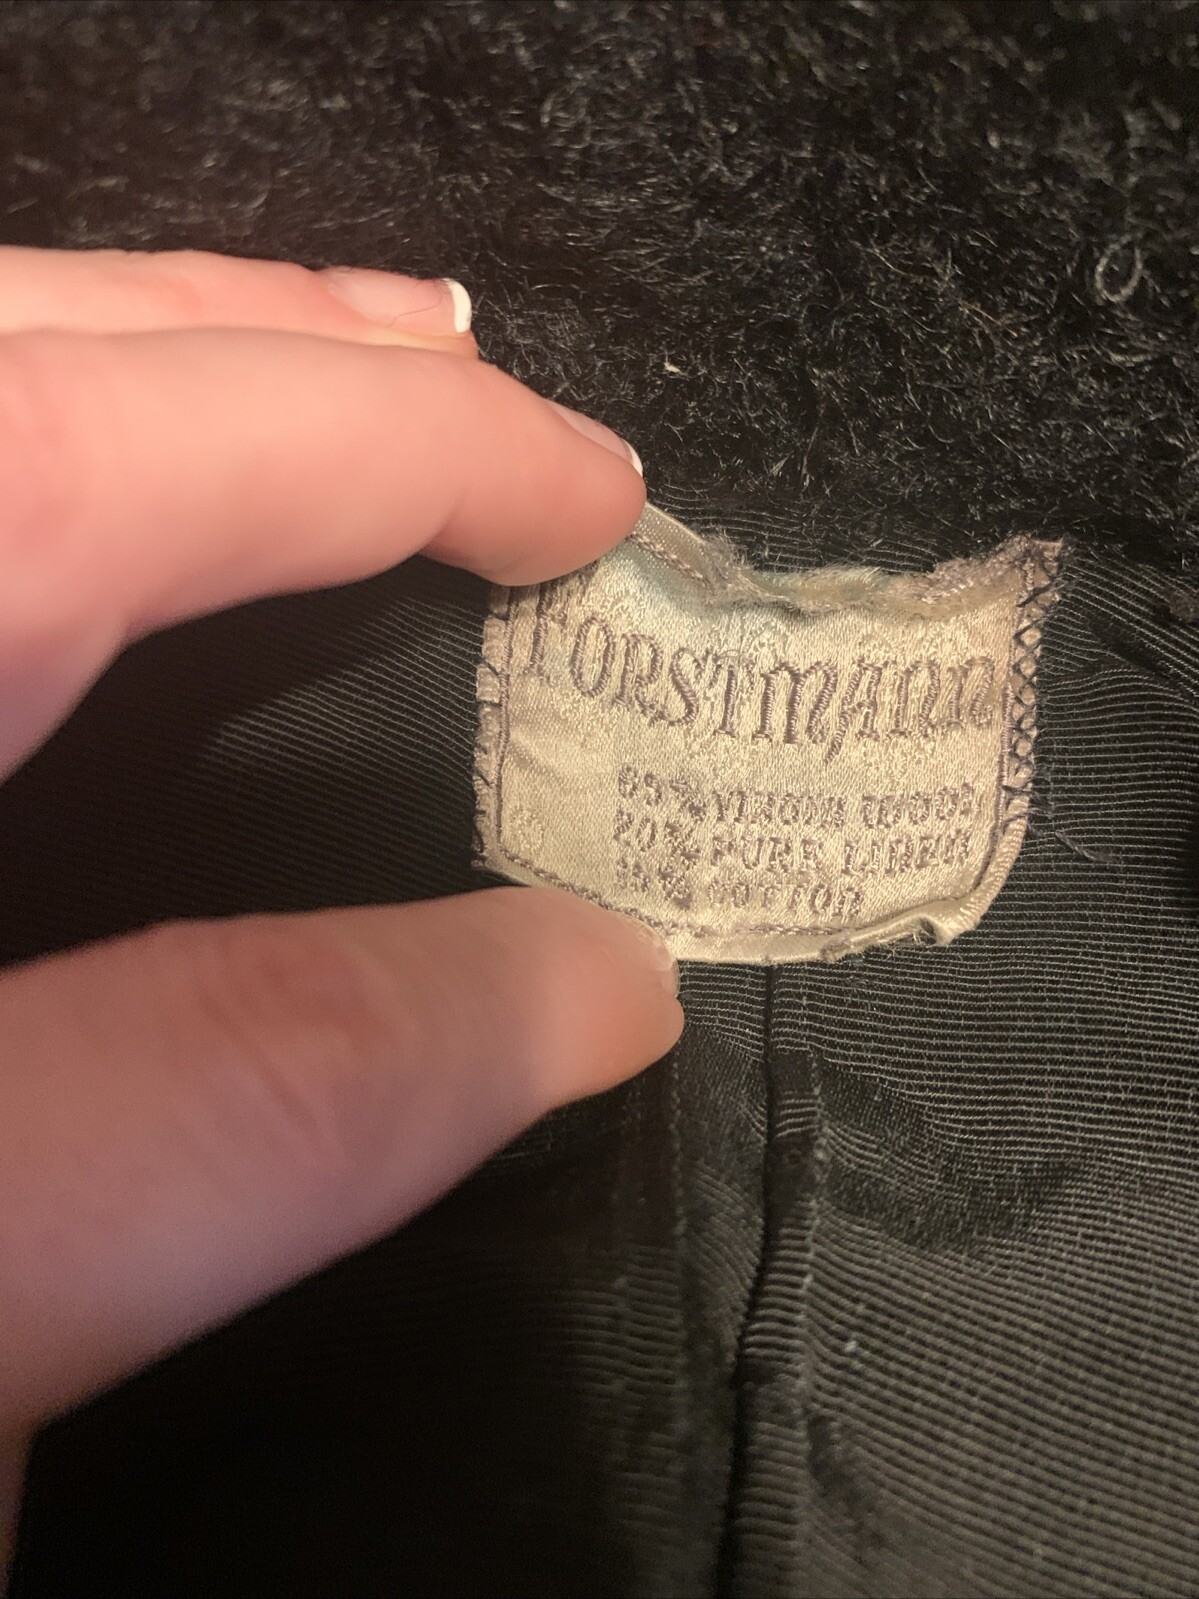 FORSTMANN
65% VIRGIN WOOL
20% PURE LINEN
15% COTTON